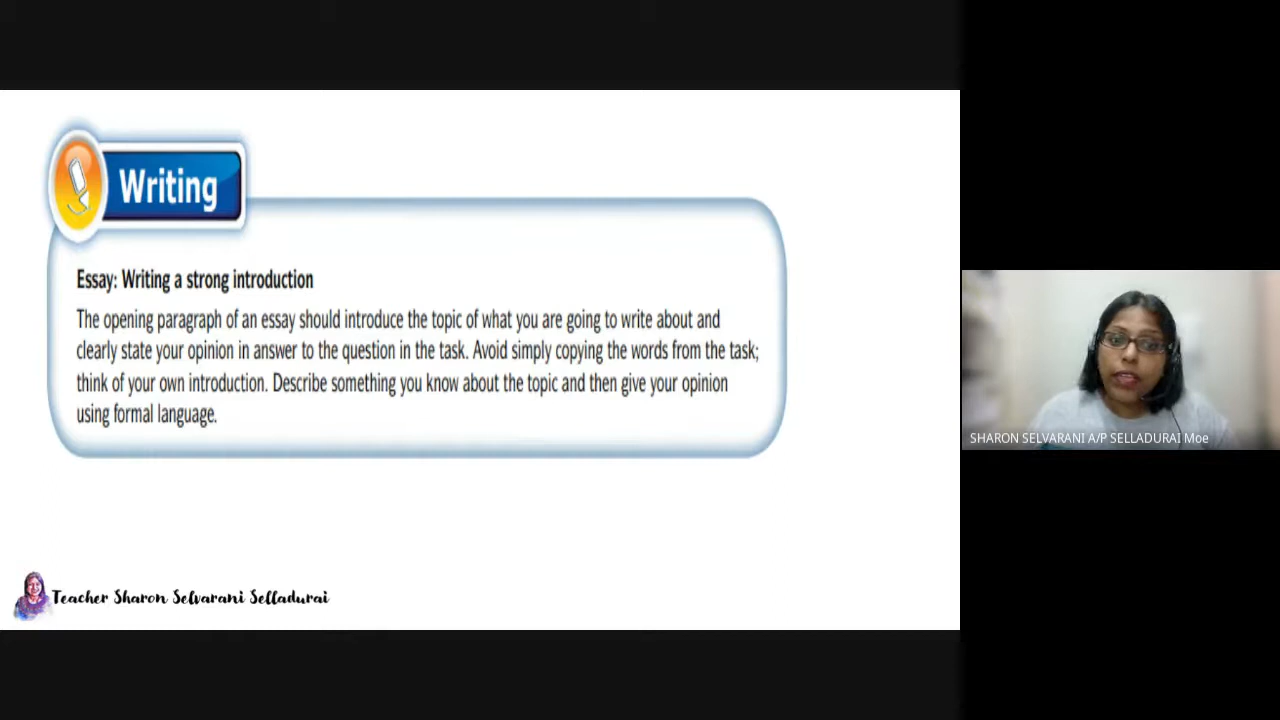 Writing
Essay: Writing a strong introduction
The opening paragraph of an essay should introduce the topic of what you are going to write about and
clearly state your opinion in answer to the question in the task. Avoid simply copying the words from the task;
think of your own introduction. Describe something you know about the topic and then give your opinion
using formal language.
SHARON SELVARANI A/P SELLADURAI Moe
Teacher Sharon Selvarani Selladurai